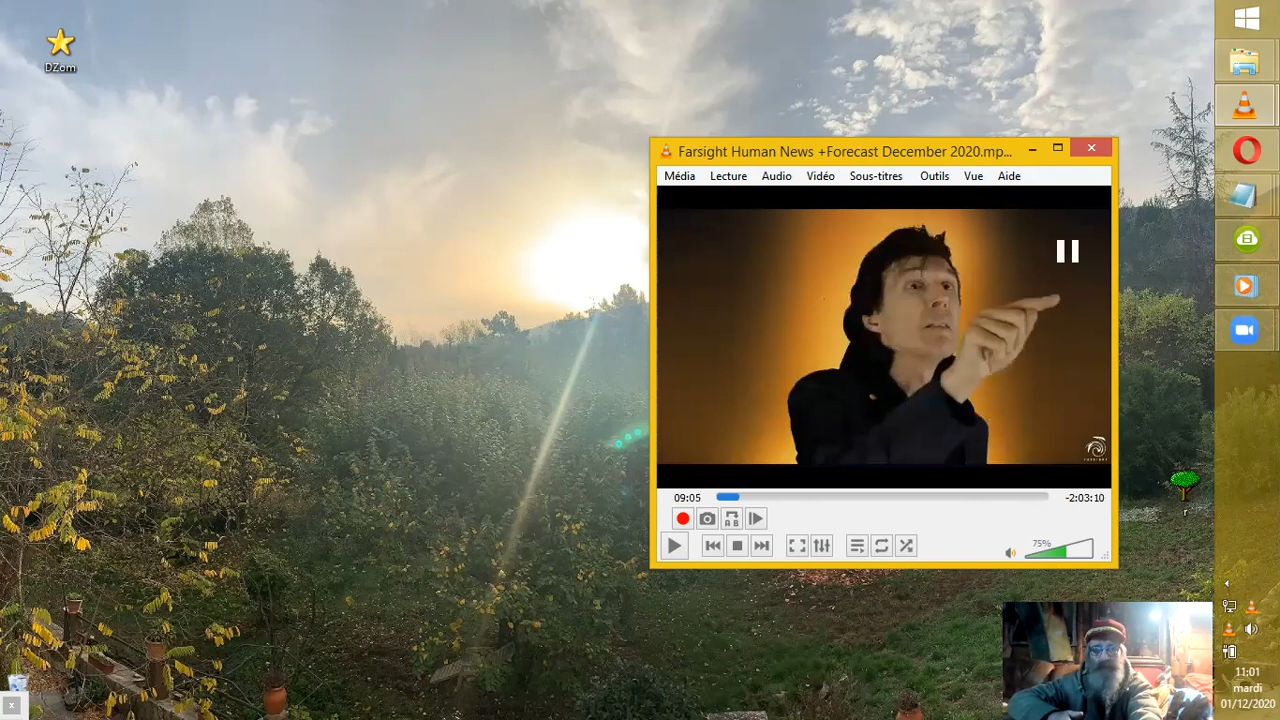 DZom
Farsight Human News +Forecast December 2020.mp...
Média Lecture Audio Vidéo Sous-titres Outils Vue Aide
09:05
-2:03:10
A B
75%
r
11:01
mardi
01/12/2020
x